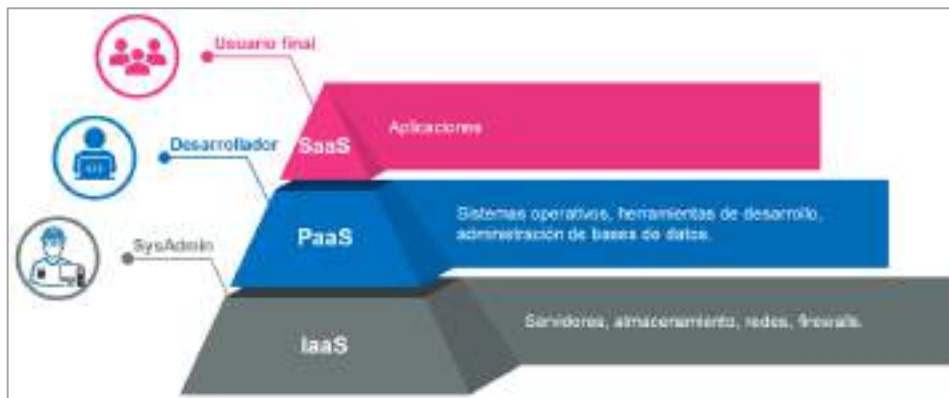 Usuario final
SaaS
Aplicaciones
Desarrollador
PaaS
Sistemas operativos, herramientas de desarrollo,
administración de bases de datos.
SysAdmin
IaaS
Servidores, almacenamiento, redes, firewalls.